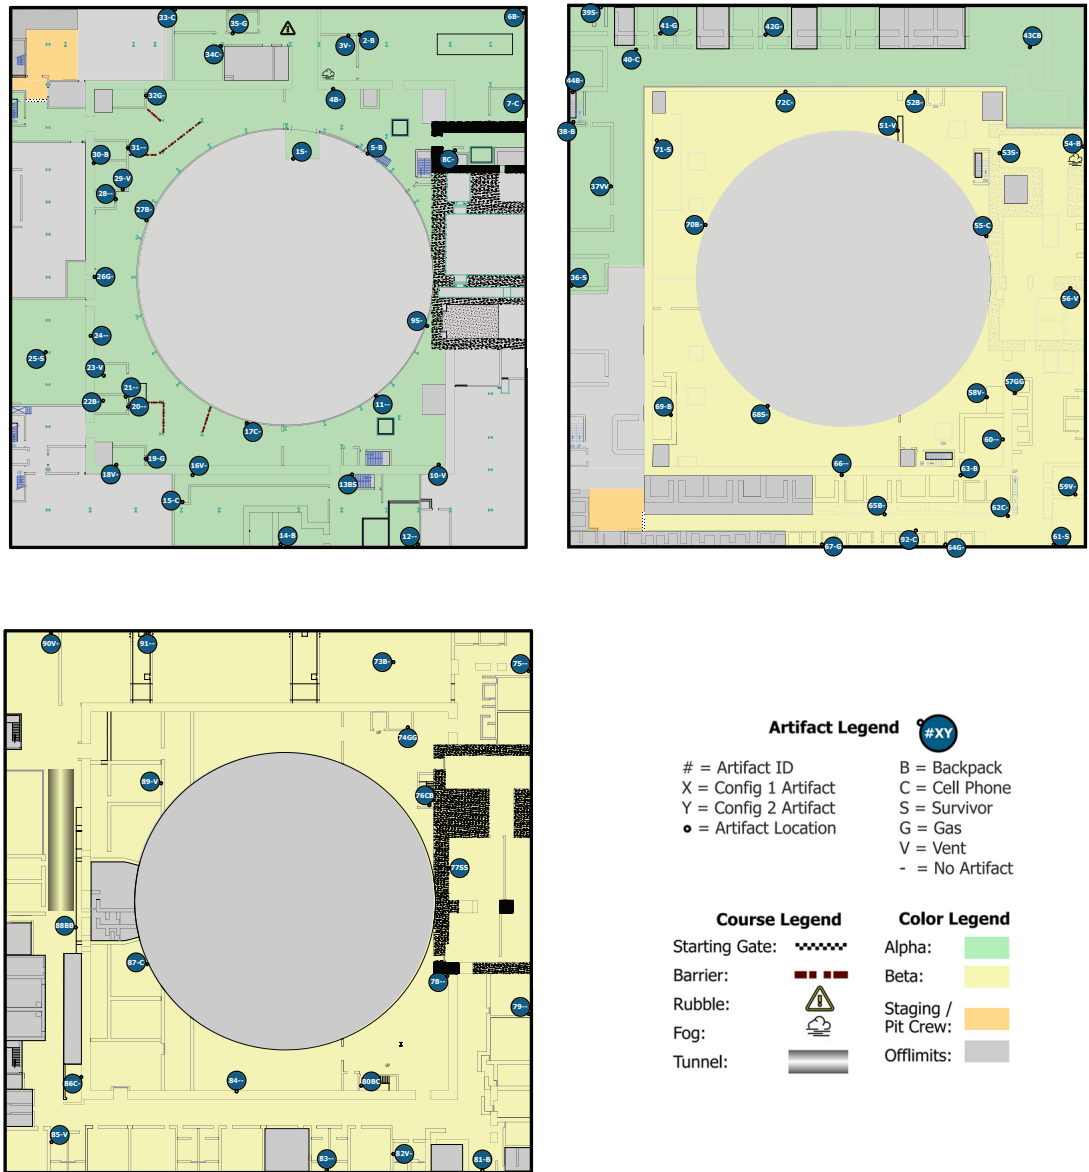 33-C
35-G
6B-
34C-
3V-
2-B
32G-
4B-
7-C
31--
30-B
1S-
5-B
8C-
29-V
28--
27B-
26G-
24--
9S-
25-S
23-V
22B-
21--
20--
11--
17C-
19-G
18V-
16V-
13BS
10-V
15-C
14-B
12--
39S-
41-G
42G-
43CB
40-C
44B-
38-B
72C-
52B-
51-V
71-S
53S-
54-B
37VV
70B-
55-C
36-S
56-V
57GG
58V-
69-B
68S-
60--
66--
63-B
59V-
65B-
62C-
67-G
92-C
64G-
61-S
90V-
91--
73B-
75--
74GG
89-V
76CB
77SS
88BB
87-C
78--
79--
86C-
84--
80BC
85-V
83--
82V-
81-B
Artifact Legend
#XY
# = Artifact ID
X = Config 1 Artifact
Y = Config 2 Artifact
= Artifact Location
B = Backpack
C = Cell Phone
S = Survivor
G = Gas
V = Vent
- = No Artifact
Course Legend
Starting Gate:
Barrier:
Rubble:
Fog:
Tunnel:
Color Legend
Alpha:
Beta:
Staging /
Pit Crew:
Offlimits: